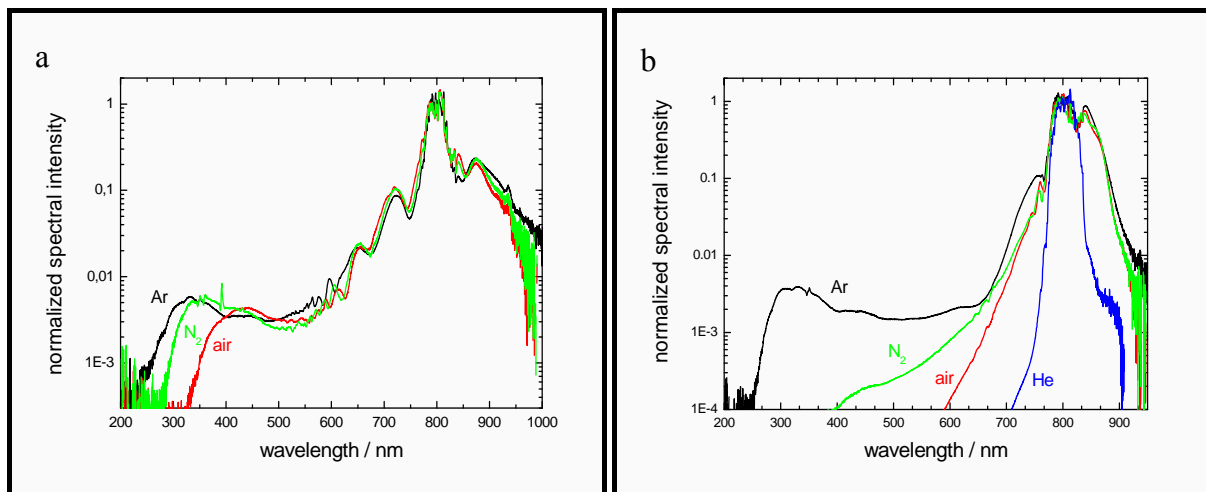 a
normalized spectral intensity
1
0,1
0,01
1E-3
Ar
N₂
air
200 300 400 500 600 700 800 900 1000
wavelength / nm
b
normalized spectral intensity
1
0.1
0.01
1E-3
1E-4
Ar
N₂
air
He
200 300 400 500 600 700 800 900
wavelength / nm